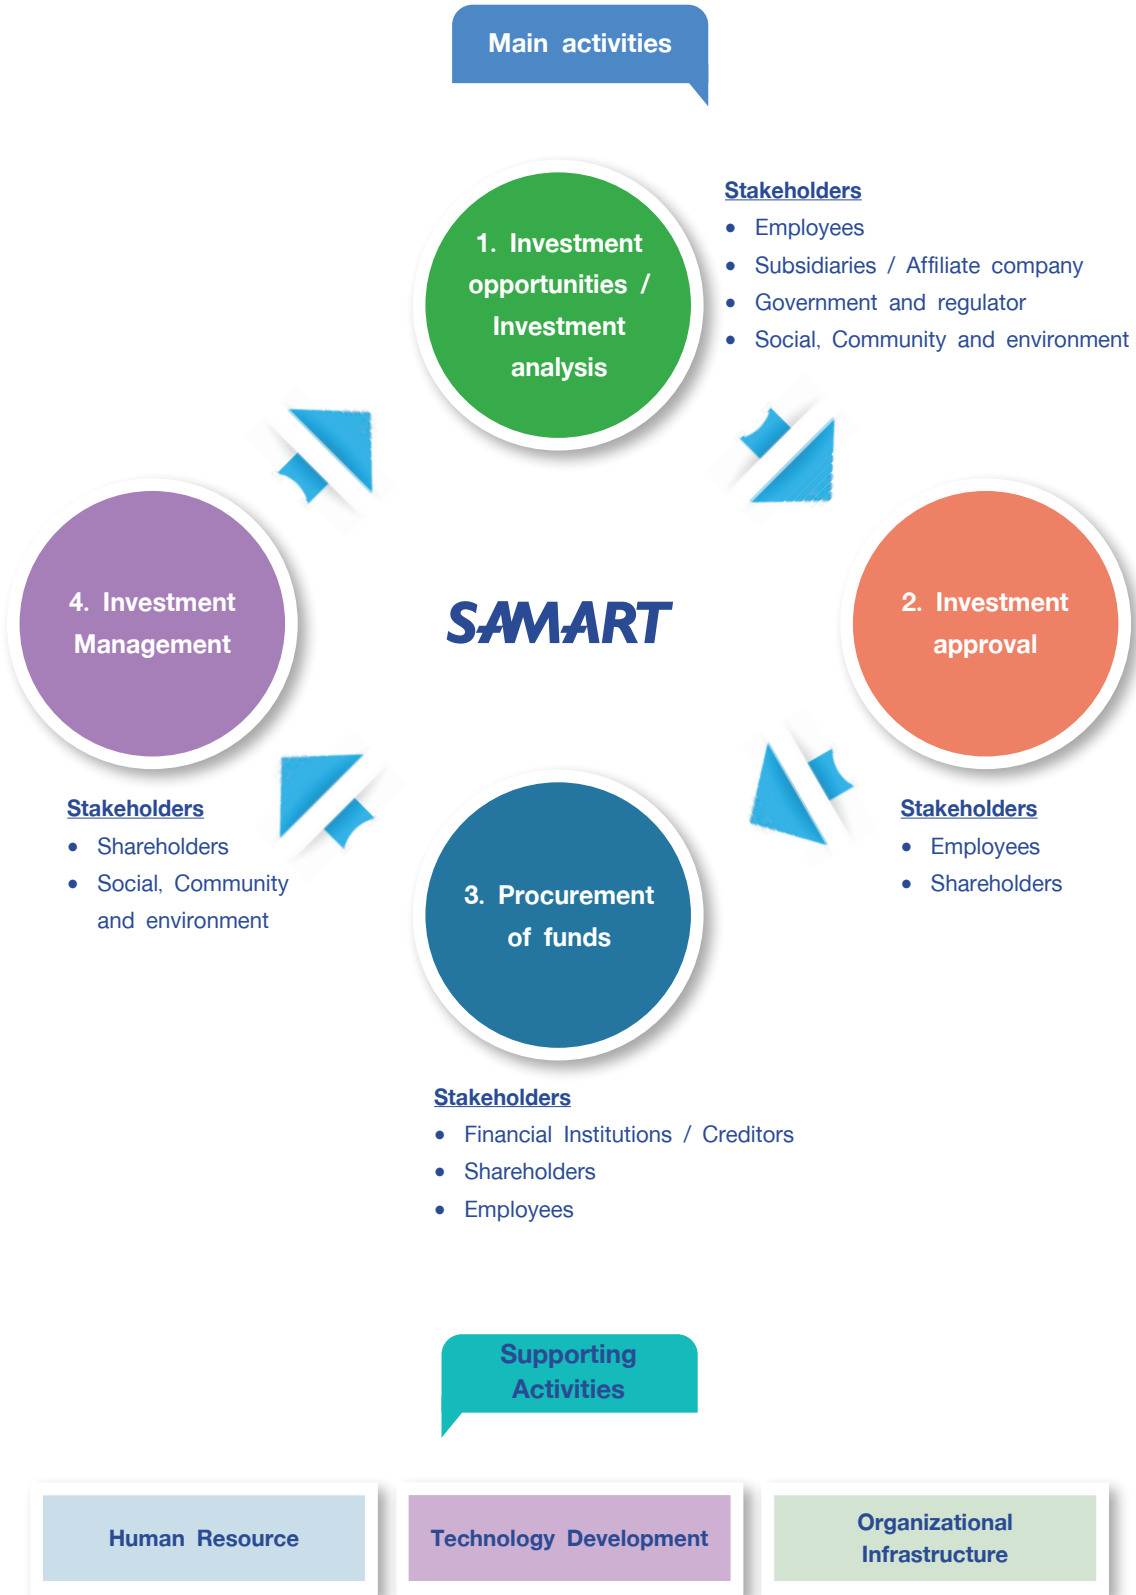 Main activities
1. Investment
opportunities /
Investment
analysis
Stakeholders
• Employees
• Subsidiaries / Affiliate company
• Government and regulator
• Social, Community and environment
4. Investment
Management
SAMART
2. Investment
approval
Stakeholders
• Shareholders
• Social, Community
and environment
3. Procurement
of funds
Stakeholders
• Employees
• Shareholders
Stakeholders
• Financial Institutions / Creditors
• Shareholders
• Employees
Supporting
Activities
Human Resource
Technology Development
Organizational
Infrastructure